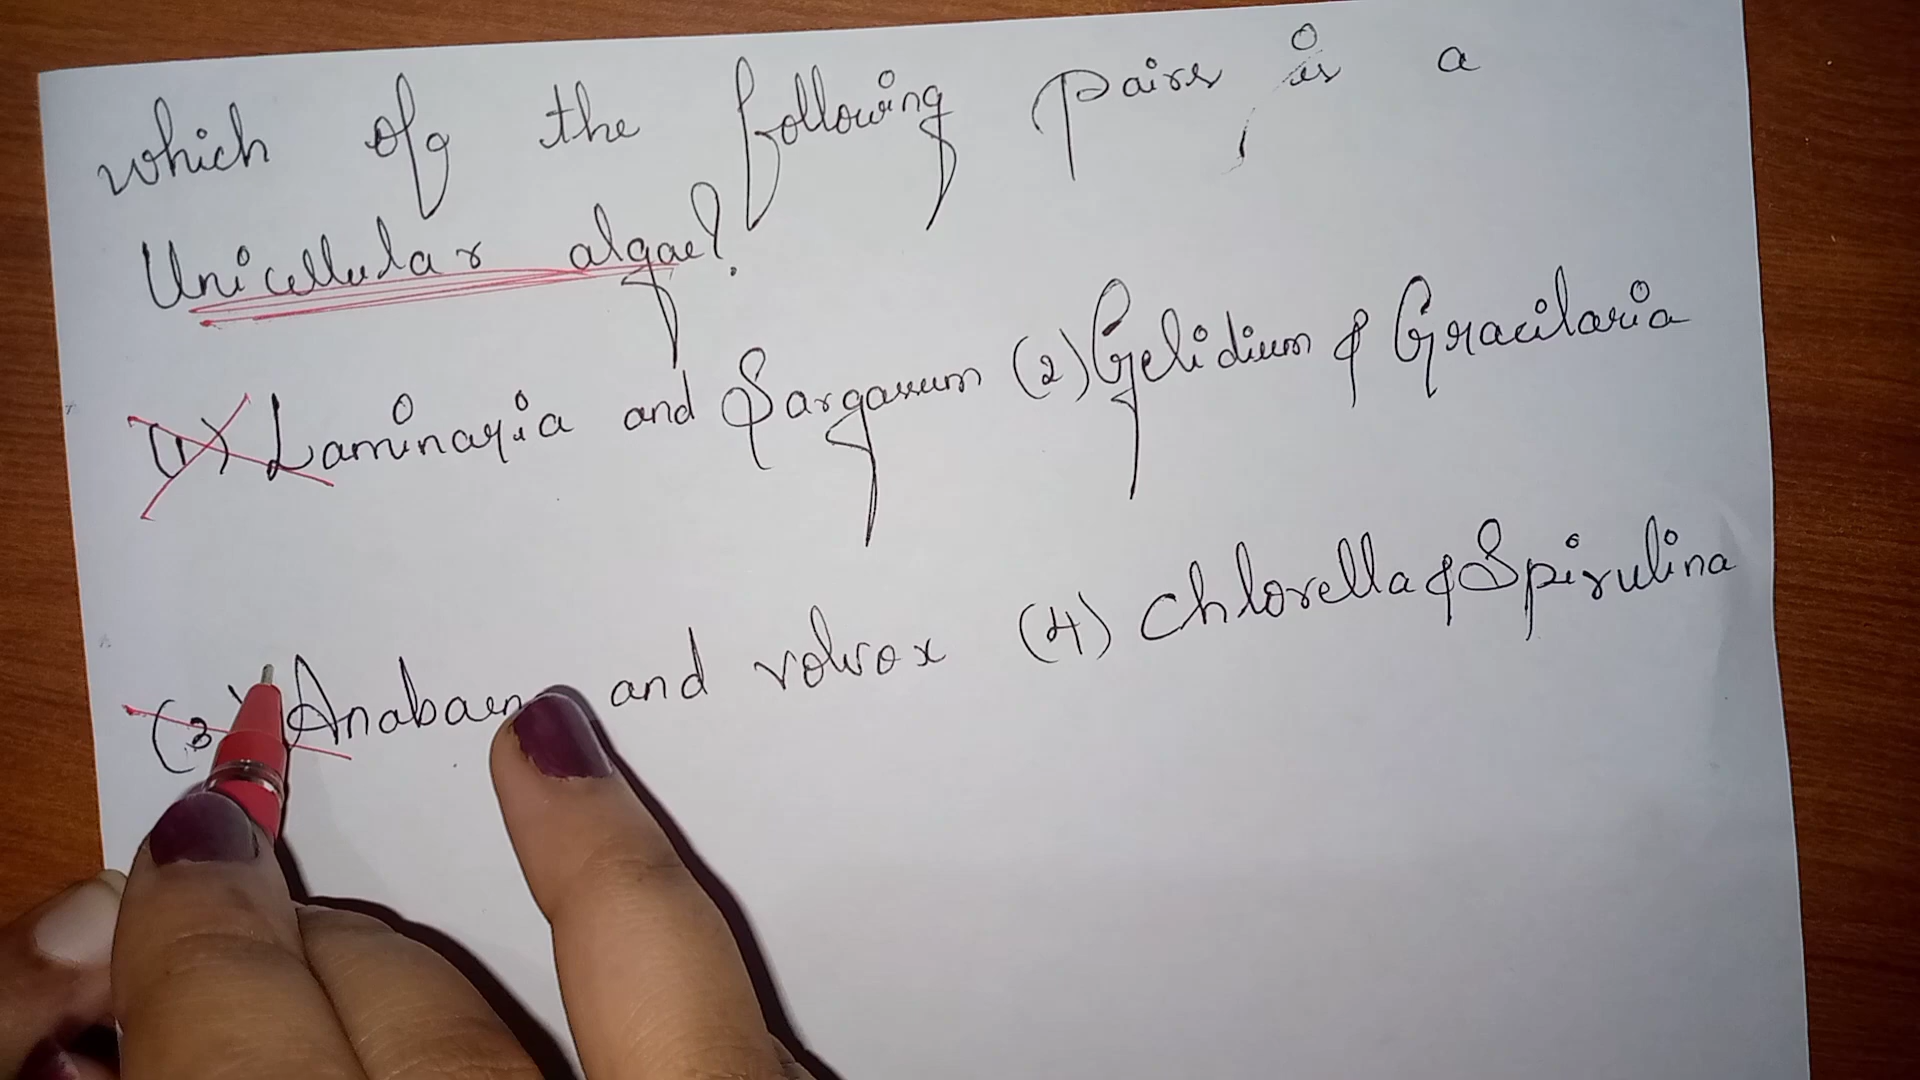 which of the following pairs is a
Unicellular algae?
(1) Laminaria and Sargassum (2) Gelidium & Gracilaria
(3) Anabaena and volvox (4) Chlorella & Spirulina